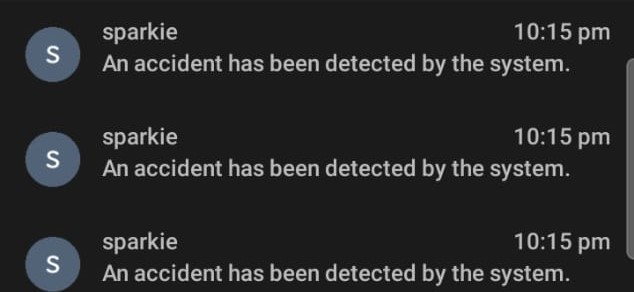 sparkie 10:15 pm
S
An accident has been detected by the system.
sparkie 10:15 pm
S
An accident has been detected by the system.
sparkie 10:15 pm
S
An accident has been detected by the system.